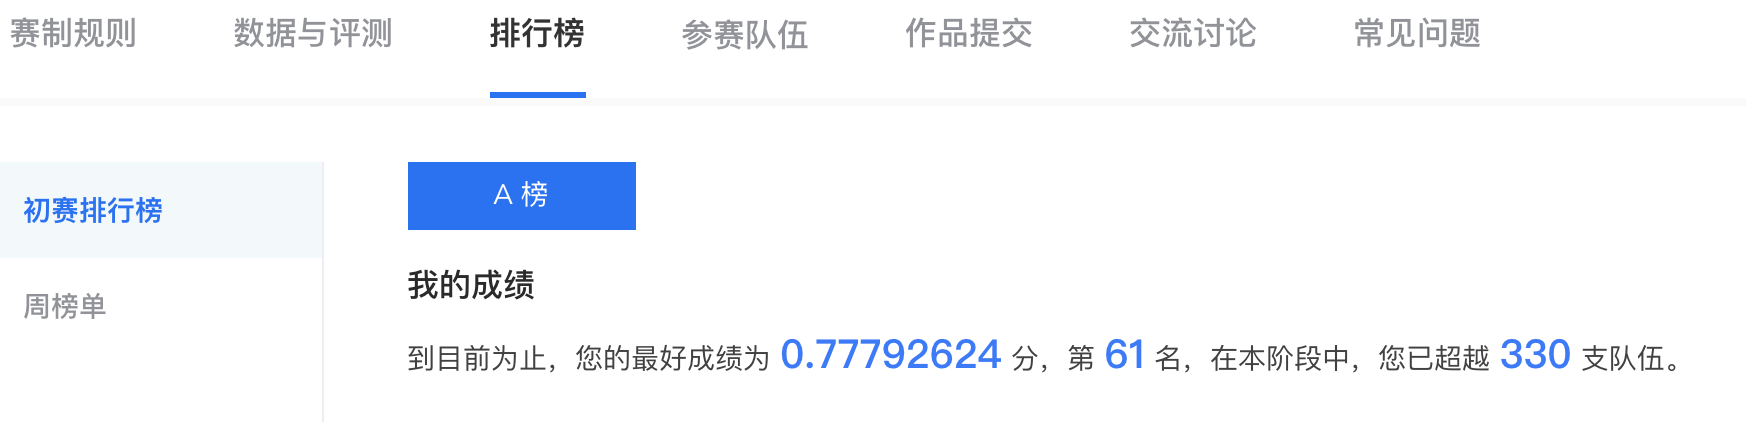 赛制规则 数据与评测 排行榜 参赛队伍 作品提交 交流讨论 常见问题
初赛排行榜
周榜单
A 榜
我的成绩
到目前为止，您的最好成绩为 0.77792624 分，第 61 名，在本阶段中，您已超越 330 支队伍。